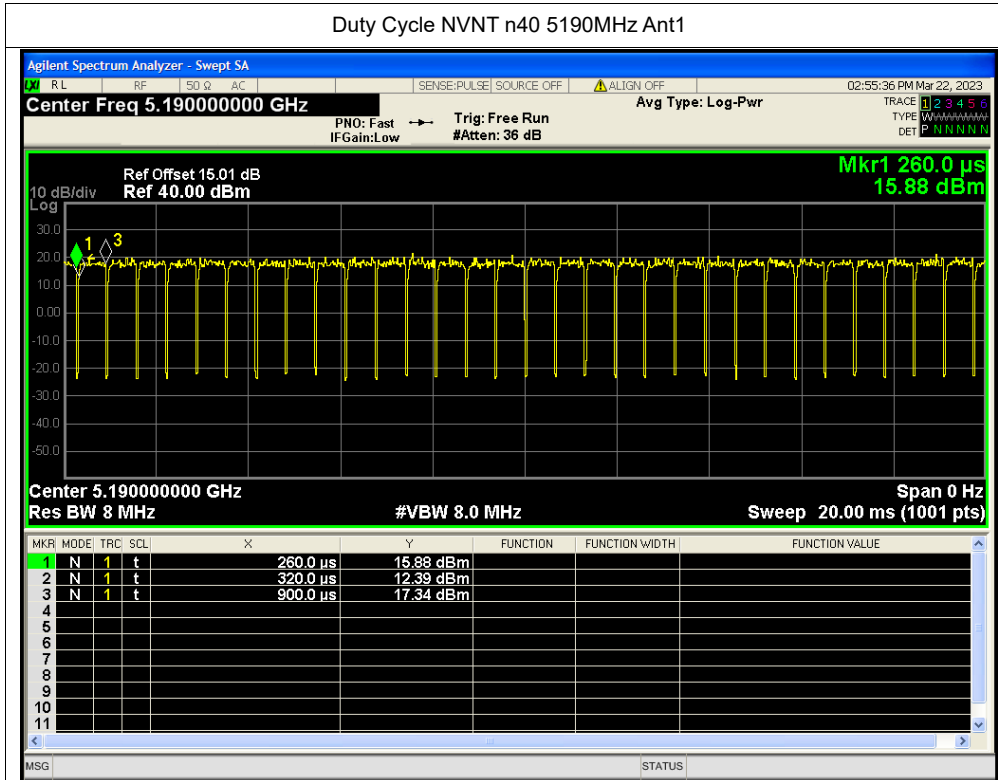 Duty Cycle NVNT n40 5190MHz Ant1
Agilent Spectrum Analyzer - Swept SA
LXI RL RF 50 Ω AC SENSE:PULSE SOURCE OFF ALIGN OFF 02:55:36 PM Mar 22, 2023
Center Freq 5.190000000 GHz Avg Type: Log-Pwr TRACE 1 2 3 4 5 6
PNO: Fast Trig: Free Run TYPE WWWWWW
IFGain:Low #Atten: 36 dB DET P N N N N N
Mkr1 260.0 µs
Ref Offset 15.01 dB
10 dB/div Ref 40.00 dBm 15.88 dBm
Log
30.0
1 3
20.0
10.0
0.00
-10.0
-20.0
-30.0
-40.0
-50.0
Center 5.190000000 GHz Span 0 Hz
Res BW 8 MHz #VBW 8.0 MHz Sweep 20.00 ms (1001 pts)
MKR MODE TRC SCL X Y FUNCTION FUNCTION WIDTH FUNCTION VALUE
1 N 1 t 260.0 µs 15.88 dBm
2 N 1 t 320.0 µs 12.39 dBm
3 N 1 t 900.0 µs 17.34 dBm
4
5
6
7
8
9
10
11
MSG STATUS